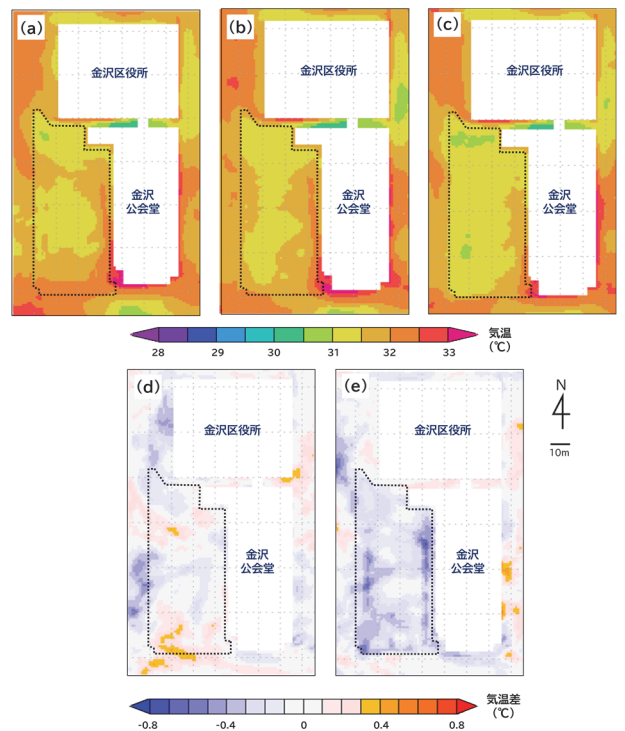 (a)
(b)
(c)
金沢区役所
金沢区役所
金沢区役所
金沢
公会堂
金沢
公会堂
金沢
公会堂
28 29 30 31 32 33
気温
(℃)
(d)
(e)
金沢区役所
金沢区役所
金沢
公会堂
金沢
公会堂
N
10m
-0.8 -0.4 0 0.4 0.8
気温差
(℃)